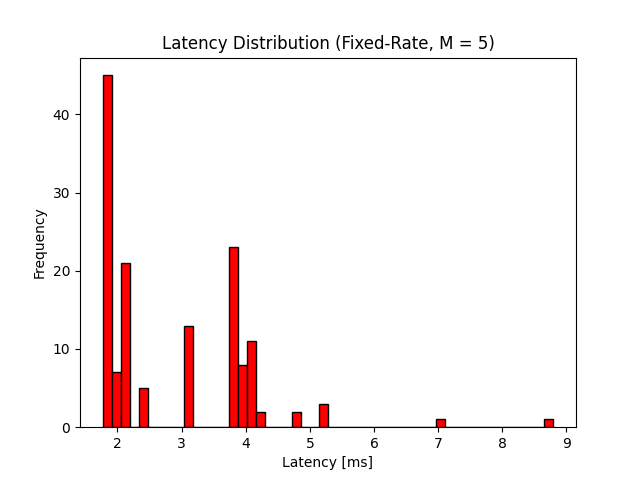 Latency Distribution (Fixed-Rate, M = 5)
Frequency
40
30
20
10
0
2 3 4 5 6 7 8 9
Latency [ms]